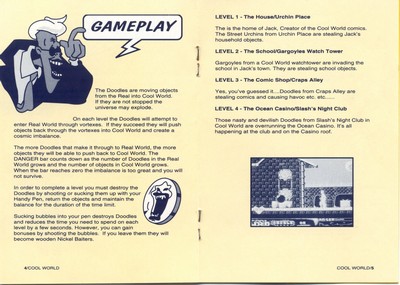 GAMEPLAY
The Doodles are moving objects
from the Real into Cool World.
If they are not stopped the
universe may explode.
On each level the Doodles will attempt to
enter Real World through vortexes. If they succeed they will push
objects back through the vortexes into Cool World and create a
cosmic imbalance.
The more Doodles that make it through to Real World, the more
objects they will be able to push back to Cool World. The
DANGER bar counts down as the number of Doodles in the Real
World grows and the number of objects in Cool World grows.
When the bar reaches zero the imbalance is too great and you will
not survive.
In order to complete a level you must destroy the
Doodles by shooting or sucking them up with your
Handy Pen, return the objects and maintain the
balance for the duration of the time limit.
Sucking bubbles into your pen destroys Doodles
and reduces the time you need to spend on each
level by a few seconds. However, you can gain
bonuses by shooting the bubbles. If you leave them they will
become wooden Nickel Baiters.
4/COOL WORLD
LEVEL 1 - The House/Urchin Place
The is the home of Jack, Creator of the Cool World comics.
The Street Urchins from Urchin Place are stealing Jack's
household objects.
LEVEL 2 - The School/Gargoyles Watch Tower
Gargoyles from a Cool World watchtower are invading the
school in Jack's town. They are stealing school objects.
LEVEL 3 - The Comic Shop/Craps Alley
Yes, you've guessed it....Doodles from Craps Alley are
stealing comics and causing havoc etc. etc......
LEVEL 4 - The Ocean Casino/Slash's Night Club
Those nasty and devilish Doodles from Slash's Night Club in
Cool World are overrunning the Ocean Casino. It's all
happening at the club and on the Casino roof.
COOL WORLD/5